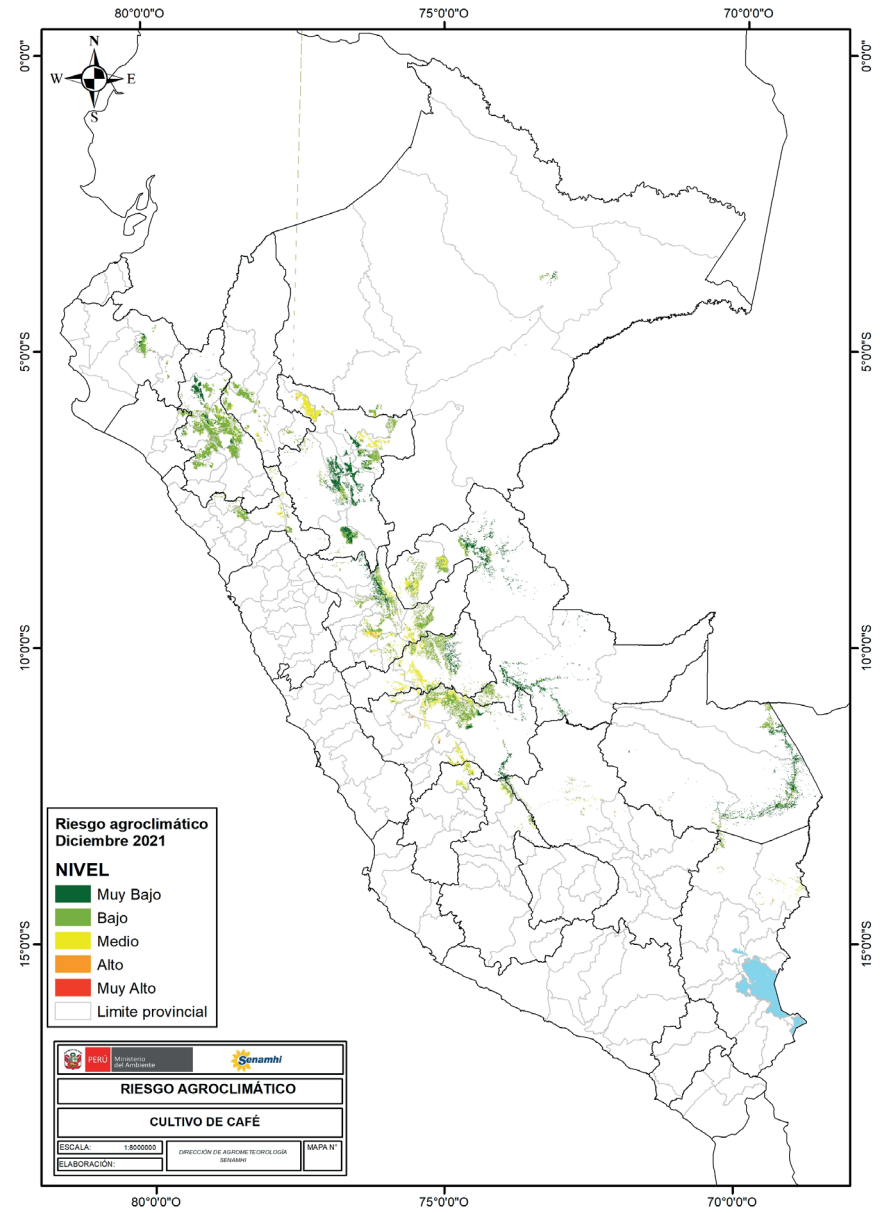 80°0'0"O
75°0'0"O
70°0'0"O
0°0'0"
0°0'0"
N
W
E
S
5°0'0"S
5°0'0"S
10°0'0"S
10°0'0"S
15°0'0"S
15°0'0"S
Riesgo agroclimático
Diciembre 2021
NIVEL
Muy Bajo
Bajo
Medio
Alto
Muy Alto
Limite provincial
PERÚ
Ministerio
del Ambiente
Senamhi
RIESGO AGROCLIMÁTICO
CULTIVO DE CAFÉ
ESCALA: 1:8000000
DIRECCIÓN DE AGROMETEOROLOGÍA
SENAMHI
MAPA N°
ELABORACIÓN:
80°0'0"O
75°0'0"O
70°0'0"O